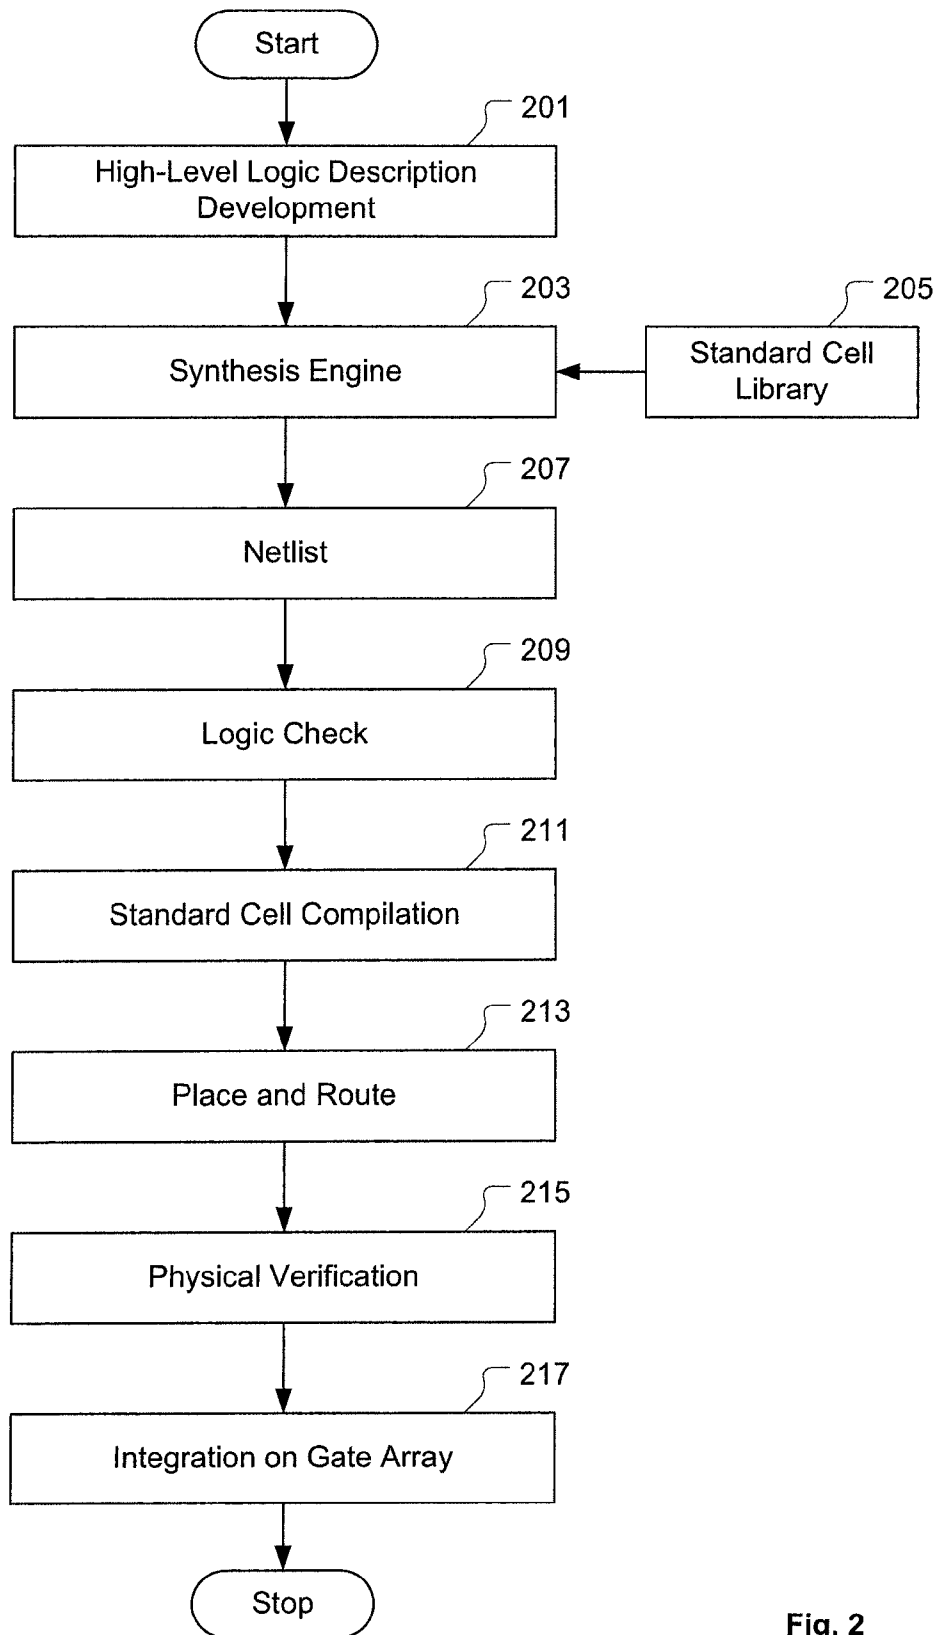 Start
201
High-Level Logic Description
Development
203
205
Synthesis Engine
Standard Cell
Library
207
Netlist
209
Logic Check
211
Standard Cell Compilation
213
Place and Route
215
Physical Verification
217
Integration on Gate Array
Stop
Fig. 2